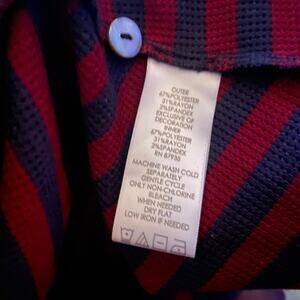 OUTER
67%POLYESTER
31%RAYON
2%SPANDEX
EXCLUSIVE OF
DECORATION
INNER
67%POLYESTER
31%RAYON
2%SPANDEX
RN 87935
MACHINE WASH COLD
SEPARATELY
GENTLE CYCLE
ONLY NON-CHLORINE
BLEACH
WHEN NEEDED
DRY FLAT
LOW IRON IF NEEDED